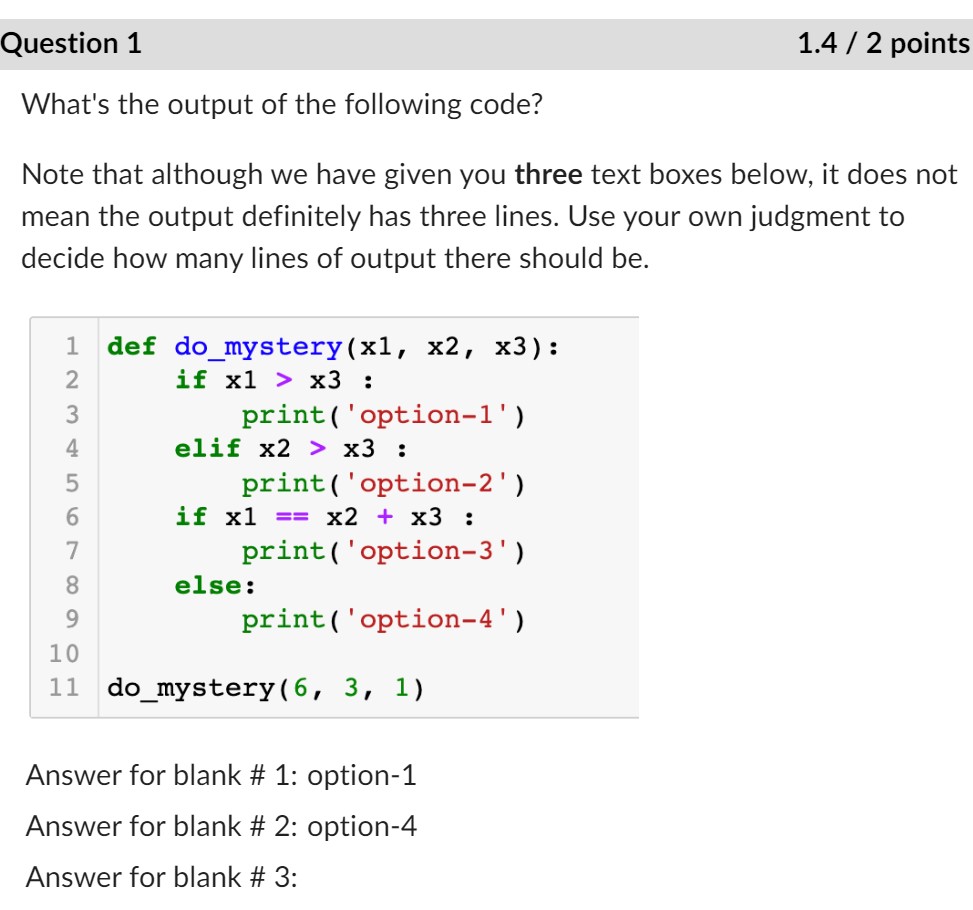 Question 1 1.4 / 2 points
What's the output of the following code?
Note that although we have given you three text boxes below, it does not
mean the output definitely has three lines. Use your own judgment to
decide how many lines of output there should be.
1 def do_mystery(x1, x2, x3):
2     if x1 > x3 :
3         print('option-1')
4     elif x2 > x3 :
5         print('option-2')
6     if x1 == x2 + x3 :
7         print('option-3')
8     else:
9         print('option-4')
10
11 do_mystery(6, 3, 1)
Answer for blank # 1: option-1
Answer for blank # 2: option-4
Answer for blank # 3: